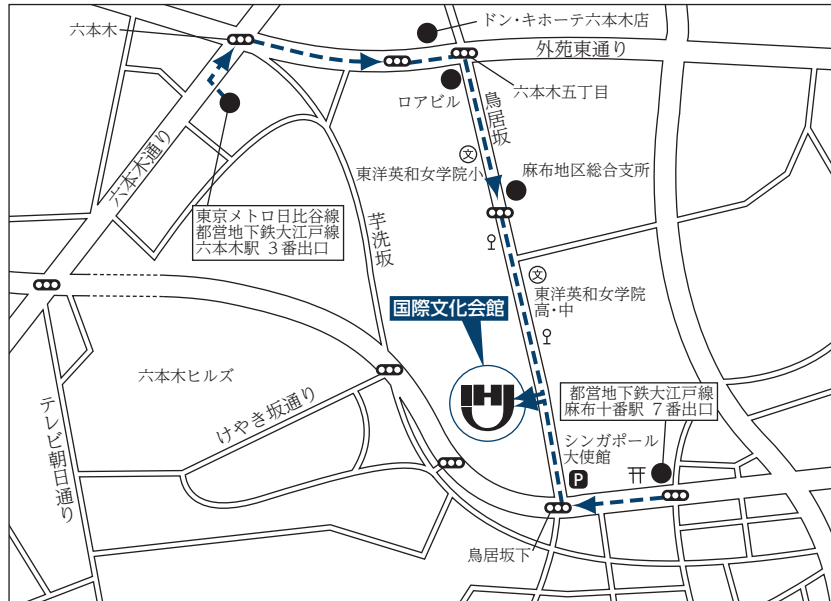 ドン・キホーテ六本木店
六本木
外苑東通り
六本木五丁目
ロアビル
鳥居坂
六本木通り
東洋英和女学院小
文
麻布地区総合支所
東京メトロ日比谷線
都営地下鉄大江戸線
六本木駅 3番出口
芋洗坂
文
東洋英和女学院
高・中
国際文化会館
六本木ヒルズ
けやき坂通り
テレビ朝日通り
IHJ
都営地下鉄大江戸線
麻布十番駅 7番出口
シンガポール
大使館
P
鳥居坂下